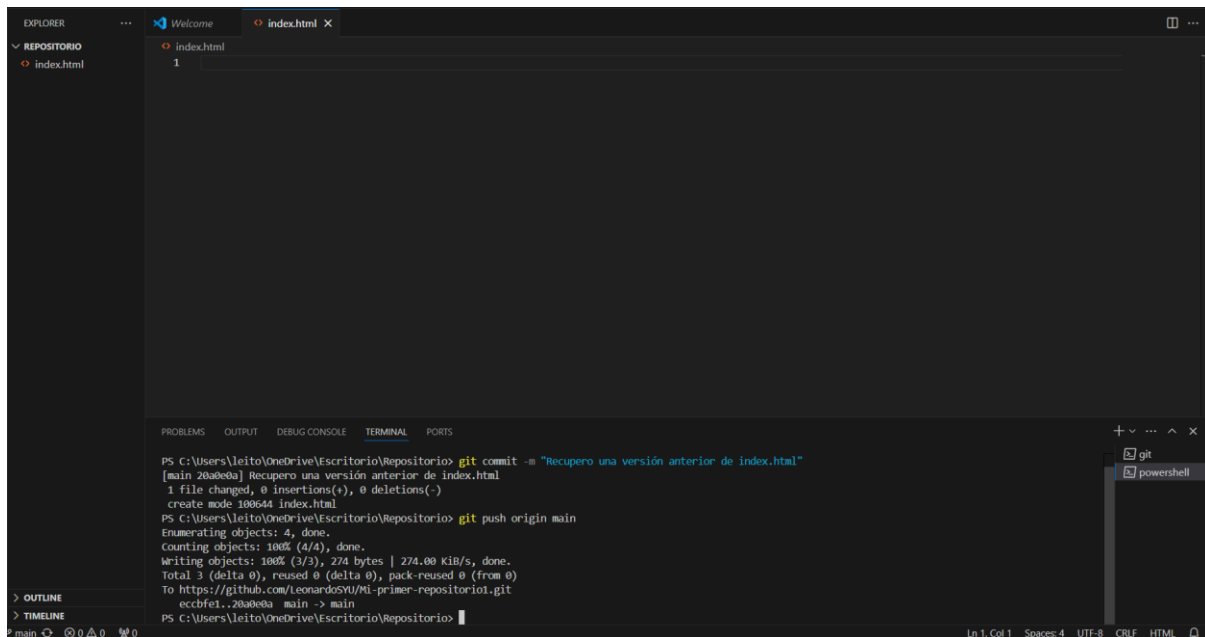 EXPLORER ...
Welcome index.html
REPOSITORIO
index.html
index.html
1
PROBLEMS OUTPUT DEBUG CONSOLE TERMINAL PORTS
PS C:\Users\leito\OneDrive\Escritorio\Repositorio> git commit -m "Recupero una versión anterior de index.html"
[main 20a0e0a] Recupero una versión anterior de index.html
1 file changed, 0 insertions(+), 0 deletions(-)
create mode 100644 index.html
PS C:\Users\leito\OneDrive\Escritorio\Repositorio> git push origin main
Enumerating objects: 4, done.
Counting objects: 100% (4/4), done.
Writing objects: 100% (3/3), 274 bytes | 274.00 KiB/s, done.
Total 3 (delta 0), reused 0 (delta 0), pack-reused 0 (from 0)
To https://github.com/LeonardoSYU/Mi-primer-repositorio1.git
eccbfe1..20a0e0a main -> main
PS C:\Users\leito\OneDrive\Escritorio\Repositorio>
git
powershell
OUTLINE
TIMELINE
main 0 0 0 Ln 1, Col 1 Spaces: 4 UTF-8 CRLF HTML